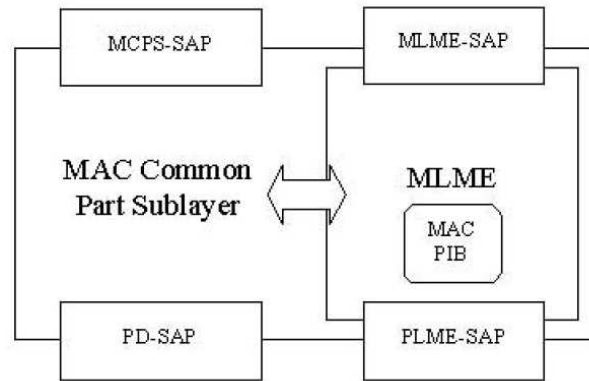 MCPS-SAP
MLME-SAP
MAC Common
Part Sublayer
MLME
MAC
PIB
PD-SAP
PLME-SAP